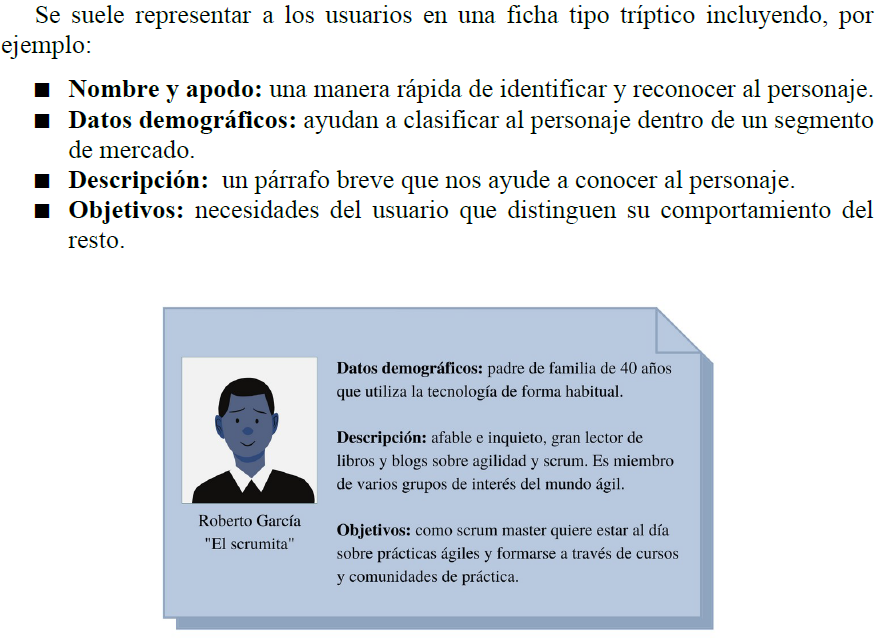 Se suele representar a los usuarios en una ficha tipo tríptico incluyendo, por
ejemplo:
■ Nombre y apodo: una manera rápida de identificar y reconocer al personaje.
■ Datos demográficos: ayudan a clasificar al personaje dentro de un segmento
de mercado.
■ Descripción: un párrafo breve que nos ayude a conocer al personaje.
■ Objetivos: necesidades del usuario que distinguen su comportamiento del
resto.
Roberto García
"El scrumita"
Datos demográficos: padre de familia de 40 años
que utiliza la tecnología de forma habitual.
Descripción: afable e inquieto, gran lector de
libros y blogs sobre agilidad y scrum. Es miembro
de varios grupos de interés del mundo ágil.
Objetivos: como scrum master quiere estar al día
sobre prácticas ágiles y formarse a través de cursos
y comunidades de práctica.